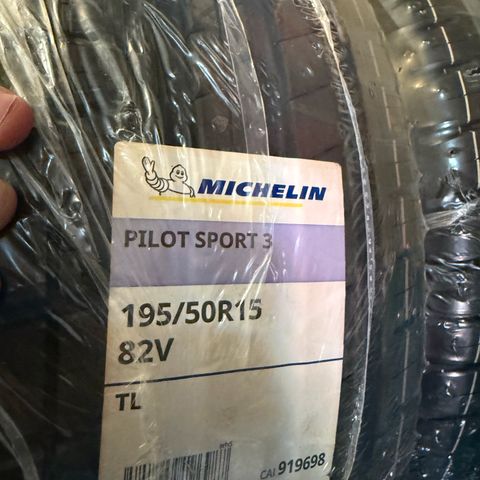 MICHELIN
PILOT SPORT 3
195/50R15
82V
TL
CAI 919698